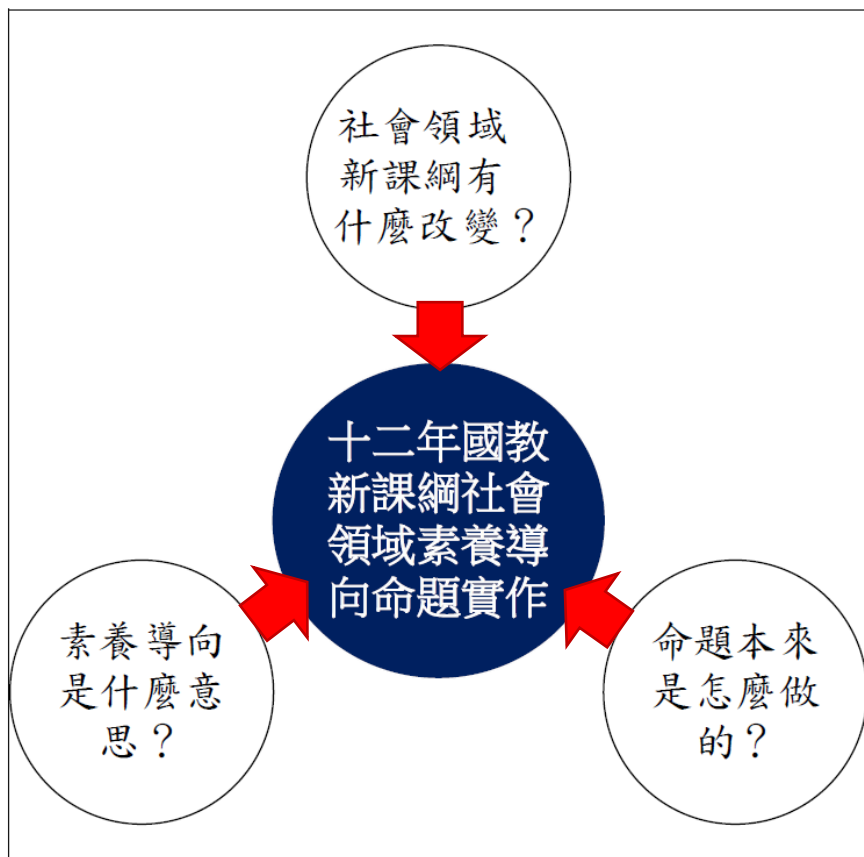 社會領域
新課綱有
什麼改變？
十二年國教
新課綱社會
領域素養導
向命題實作
素養導向
是什麼意
思？
命題本來
是怎麼做
的？